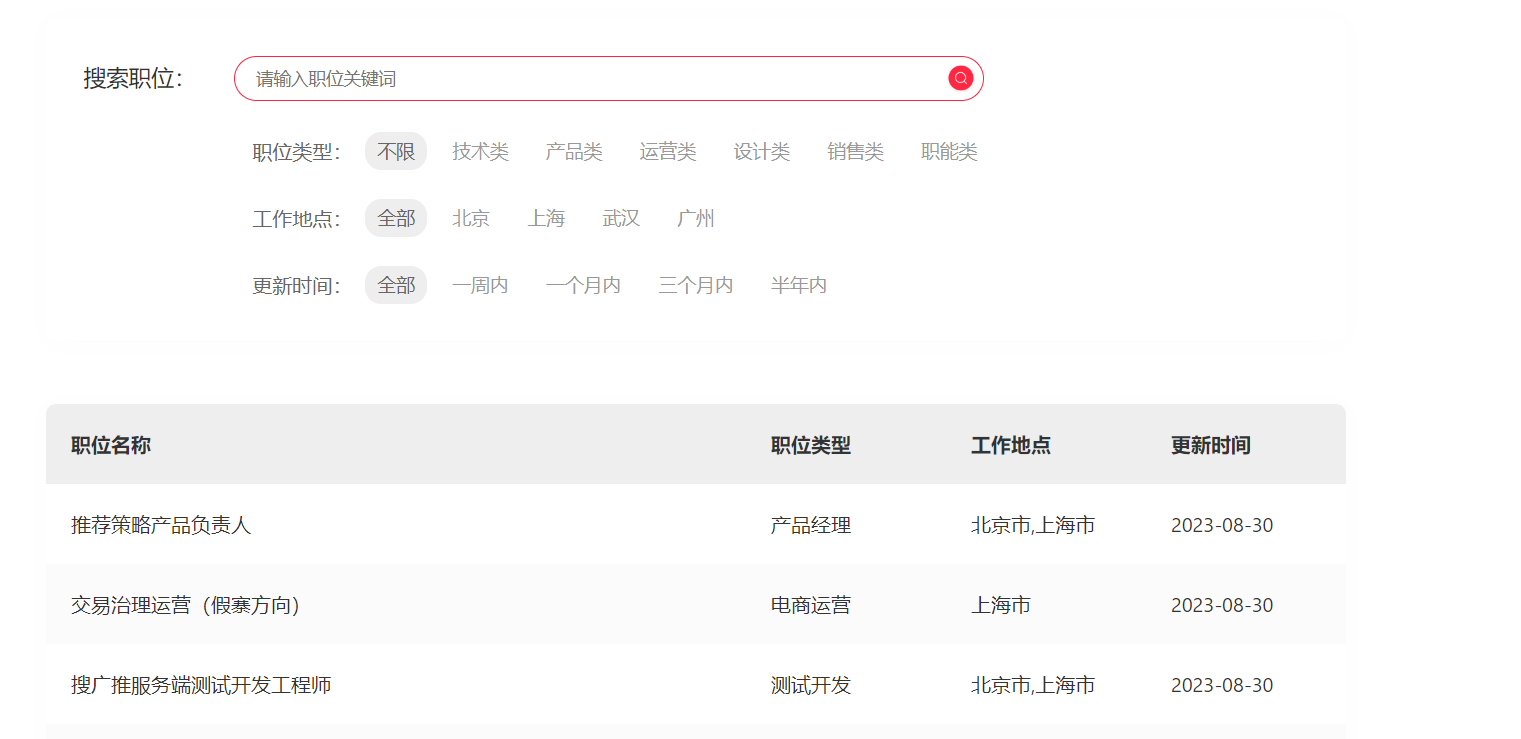 搜索职位：
请输入职位关键词
职位类型： 不限 技术类 产品类 运营类 设计类 销售类 职能类
工作地点： 全部 北京 上海 武汉 广州
更新时间： 全部 一周内 一个月内 三个月内 半年内
职位名称 职位类型 工作地点 更新时间
推荐策略产品负责人 产品经理 北京市,上海市 2023-08-30
交易治理运营（假寨方向） 电商运营 上海市 2023-08-30
搜广推服务端测试开发工程师 测试开发 北京市,上海市 2023-08-30